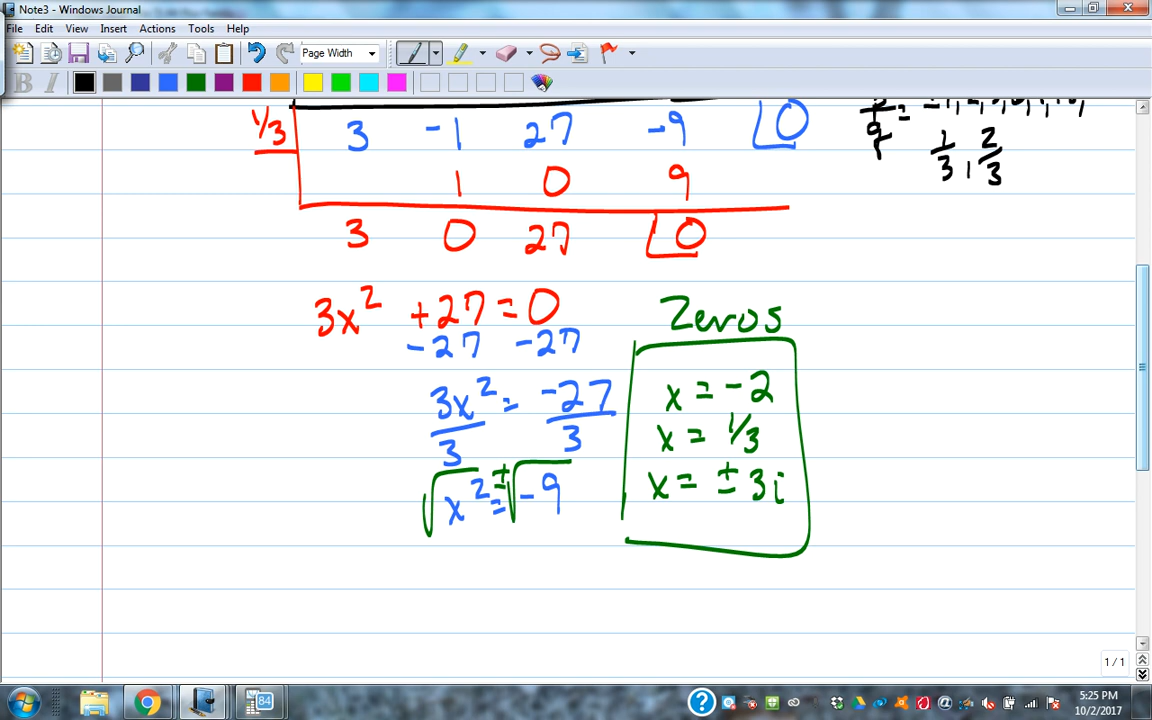 Note3 - Windows Journal
File Edit View Insert Actions Tools Help
Page Width
B I
1/3 3 -1 27 -9 0
1 0 9
3 0 27 0
1/3 , 2/3
3x² +27 = 0
-27 -27
3x² = -27
3 3
√x² = ±√-9
Zeros
x = -2
x = 1/3
x = ±3i
1 / 1
84
?
5:25 PM
10/2/2017